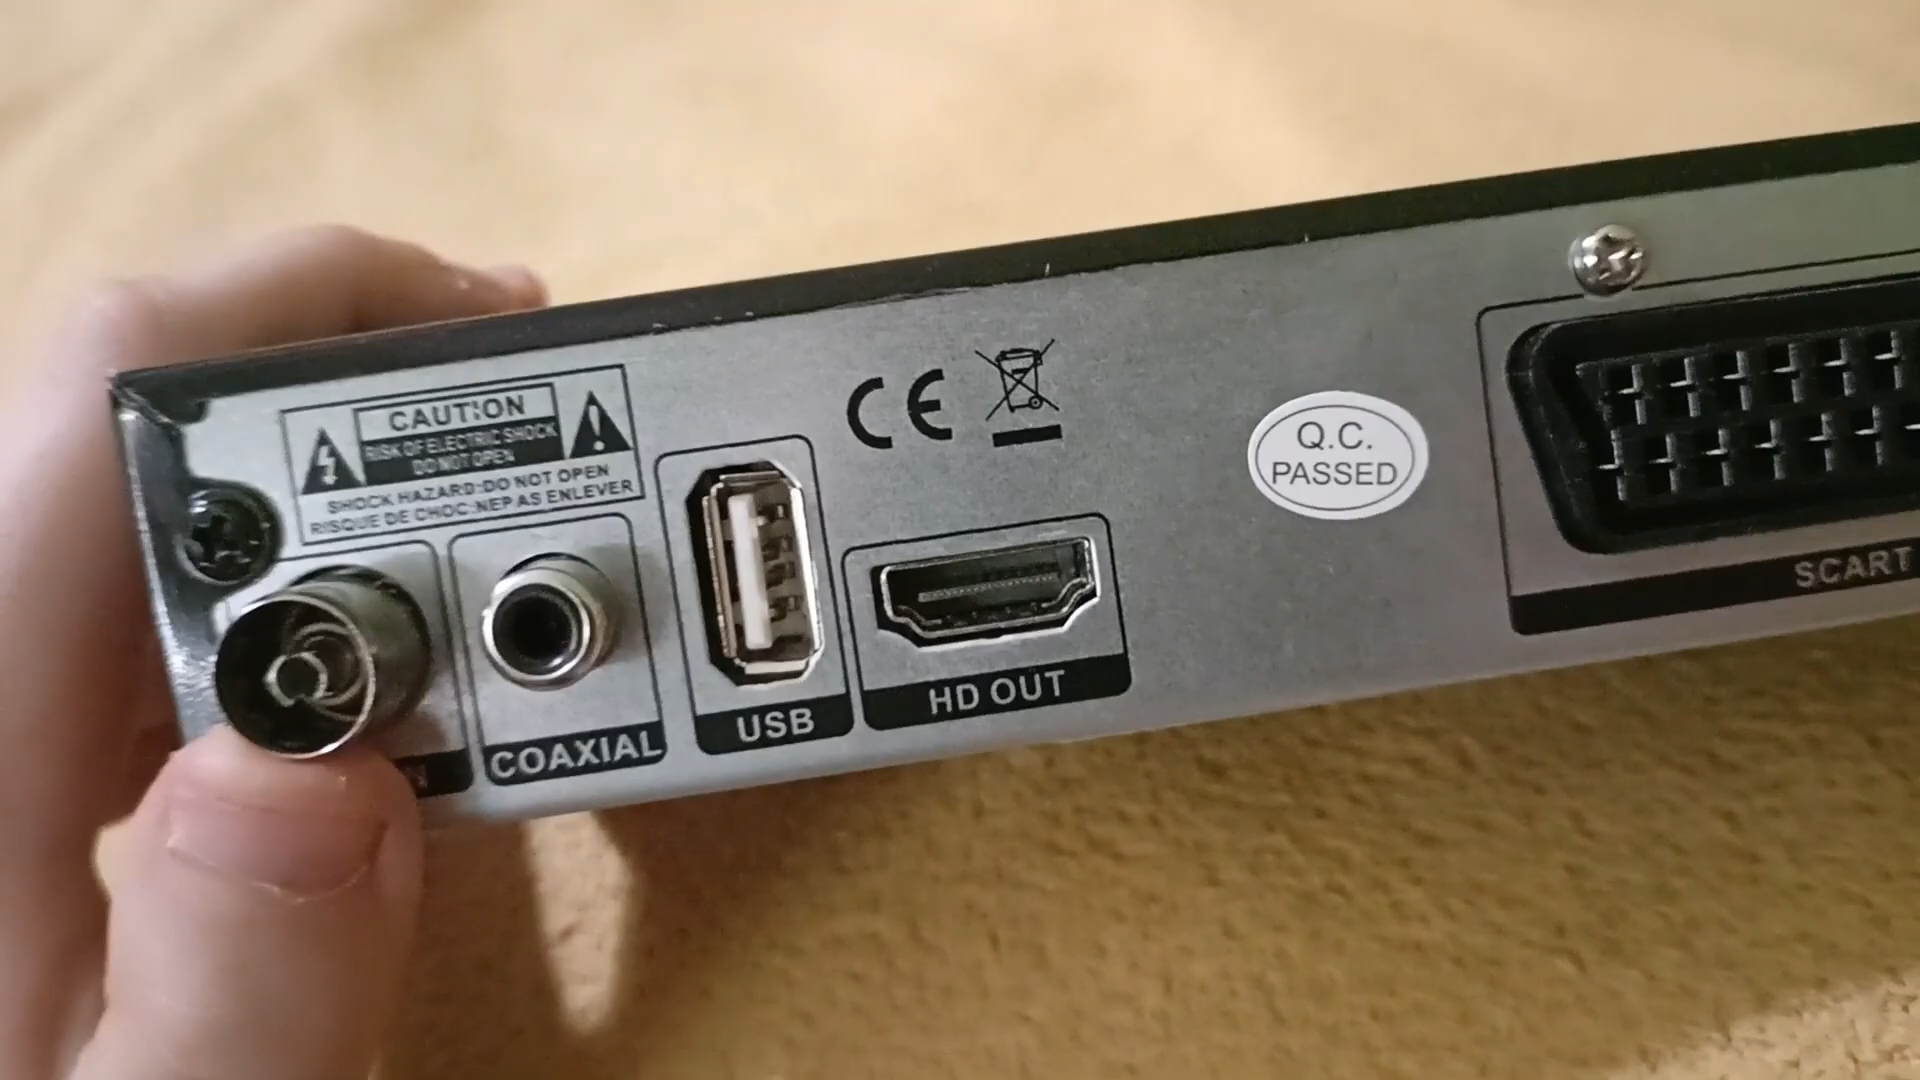 CAUTION
RISK OF ELECTRIC SHOCK
DO NOT OPEN
SHOCK HAZARD:DO NOT OPEN
RISQUE DE CHOC:NEP AS ENLEVER
CE
Q.C.
PASSED
COAXIAL
USB
HD OUT
SCART